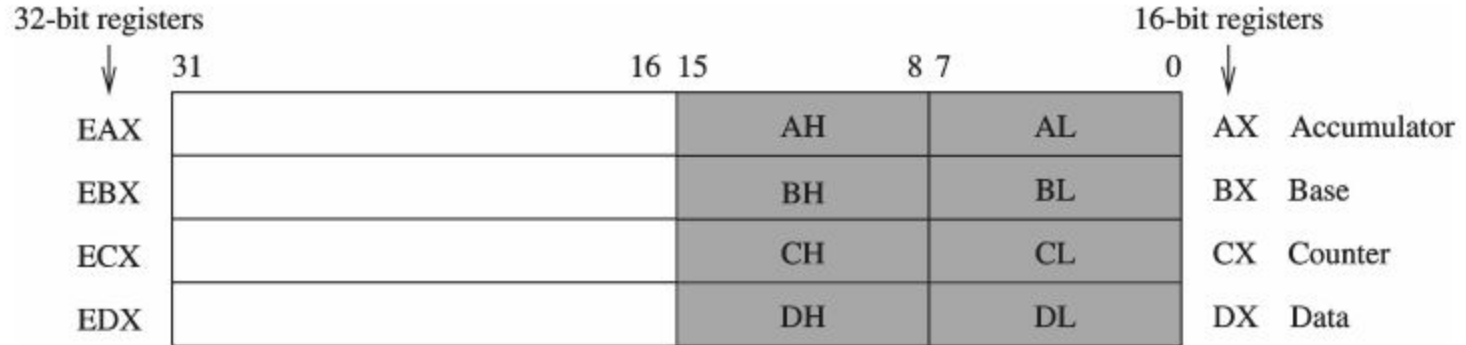 32-bit registers 16-bit registers
31 16 15 8 7 0
EAX AH AL AX Accumulator
EBX BH BL BX Base
ECX CH CL CX Counter
EDX DH DL DX Data